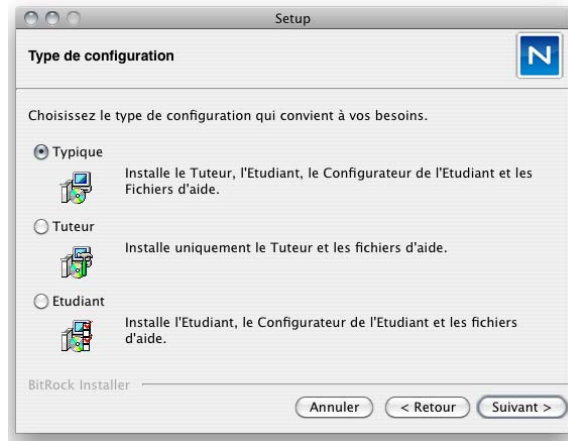 Setup
Type de configuration
N
Choisissez le type de configuration qui convient à vos besoins.
Typique
Installe le Tuteur, l'Etudiant, le Configurateur de l'Etudiant et les
Fichiers d'aide.
Tuteur
Installe uniquement le Tuteur et les fichiers d'aide.
Etudiant
Installe l'Etudiant, le Configurateur de l'Etudiant et les fichiers
d'aide.
BitRock Installer
Annuler < Retour Suivant >